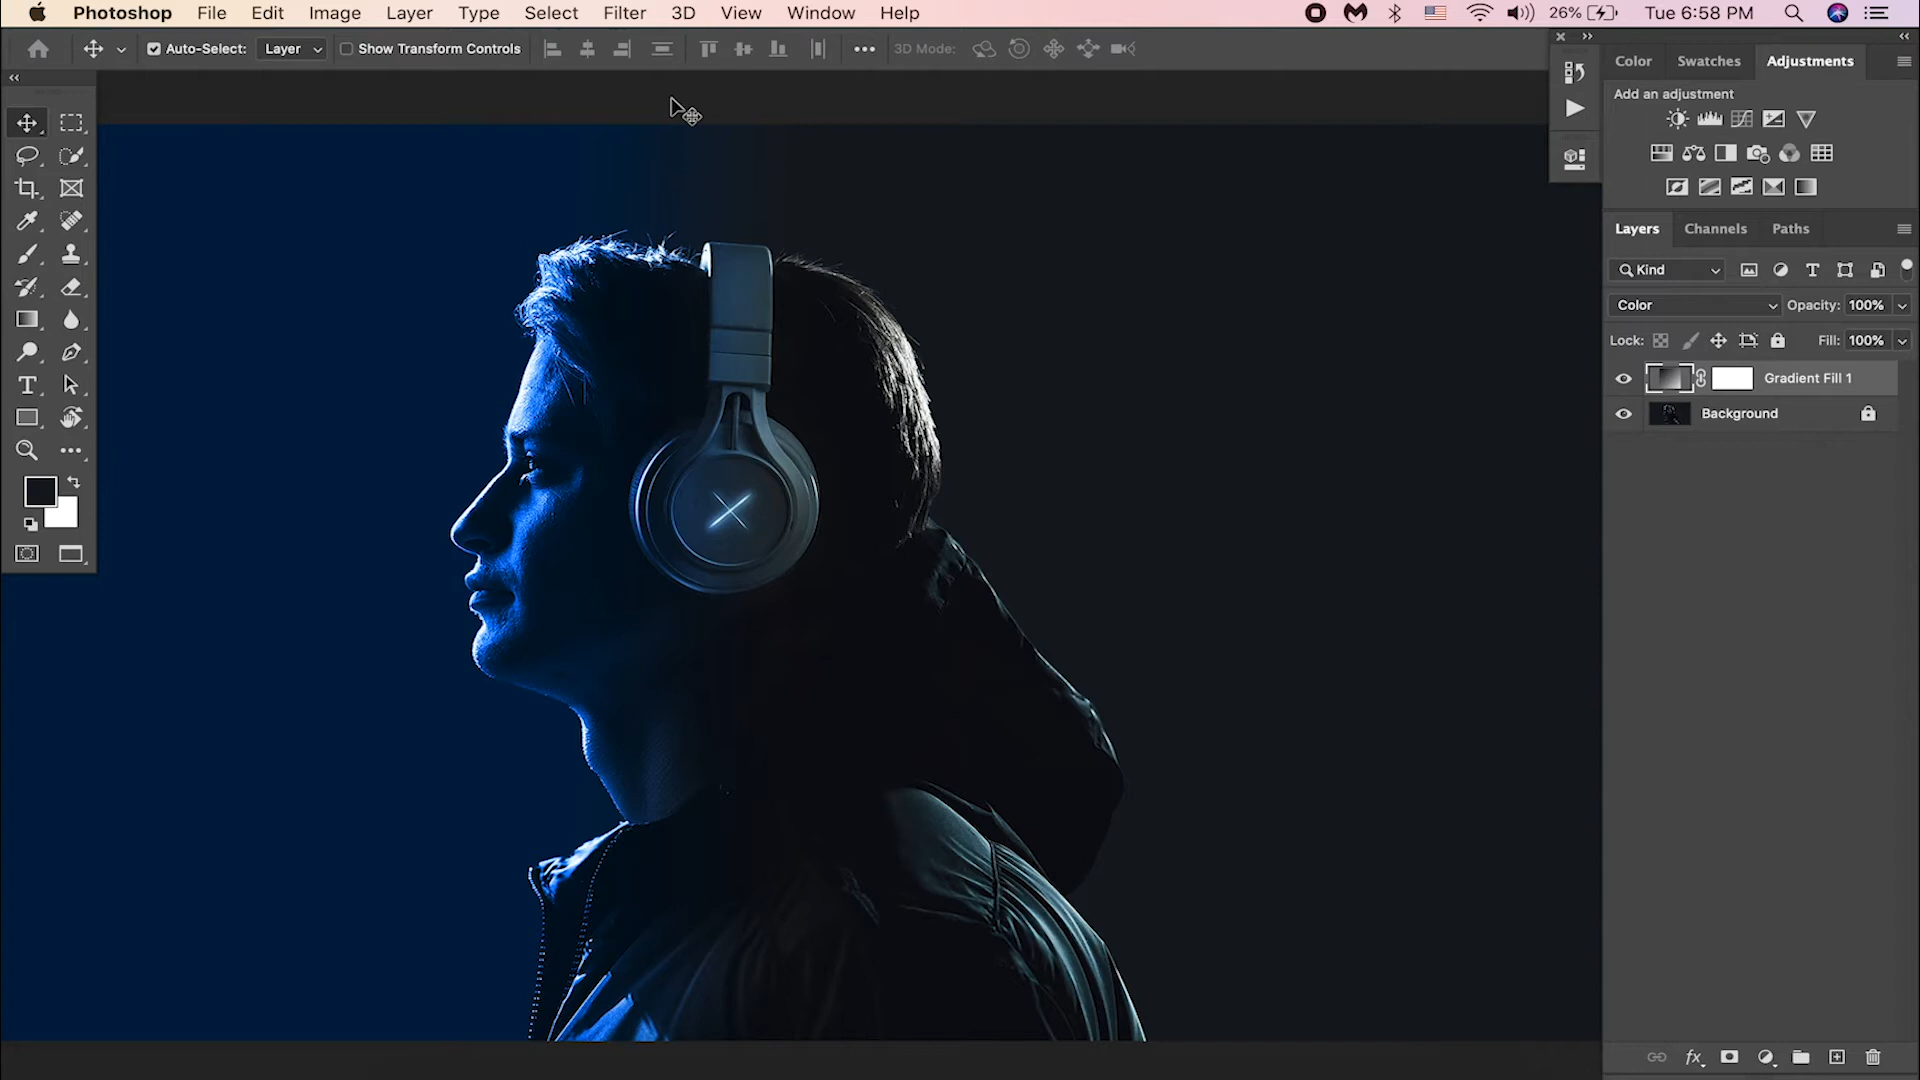 Photoshop File Edit Image Layer Type Select Filter 3D View Window Help 26% Tue 6:58 PM
Auto-Select: Layer Show Transform Controls 3D Mode:
Color Swatches Adjustments
Add an adjustment
Layers Channels Paths
Kind
Color Opacity: 100%
Lock: Fill: 100%
Gradient Fill 1
Background